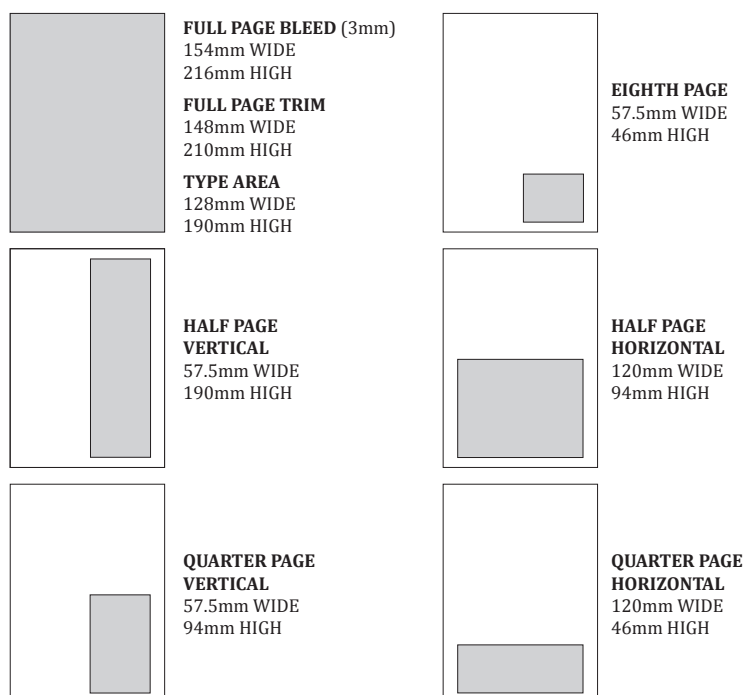 FULL PAGE BLEED (3mm)
154mm WIDE
216mm HIGH
FULL PAGE TRIM
148mm WIDE
210mm HIGH
TYPE AREA
128mm WIDE
190mm HIGH
EIGHTH PAGE
57.5mm WIDE
46mm HIGH
HALF PAGE
VERTICAL
57.5mm WIDE
190mm HIGH
HALF PAGE
HORIZONTAL
120mm WIDE
94mm HIGH
QUARTER PAGE
VERTICAL
57.5mm WIDE
94mm HIGH
QUARTER PAGE
HORIZONTAL
120mm WIDE
46mm HIGH